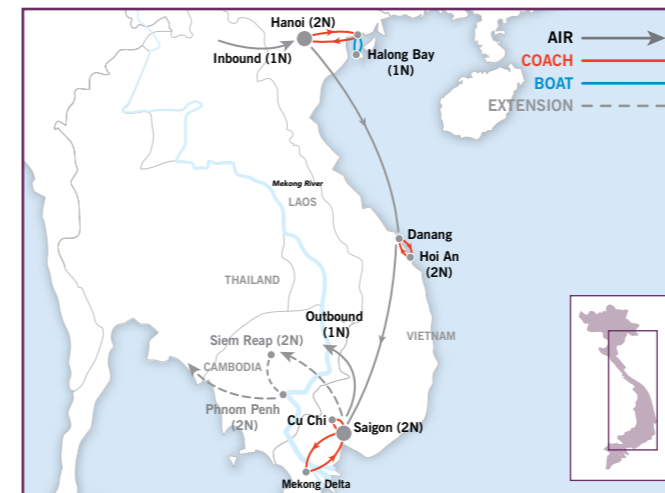 Hanoi (2N)
Inbound (1N)
Halong Bay
(1N)
AIR
COACH
BOAT
EXTENSION
Mekong River
LAOS
Danang
Hoi An
(2N)
THAILAND
Outbound
(1N)
VIETNAM
Siem Reap (2N)
CAMBODIA
Phnom Penh
(2N)
Cu Chi
Saigon (2N)
Mekong Delta